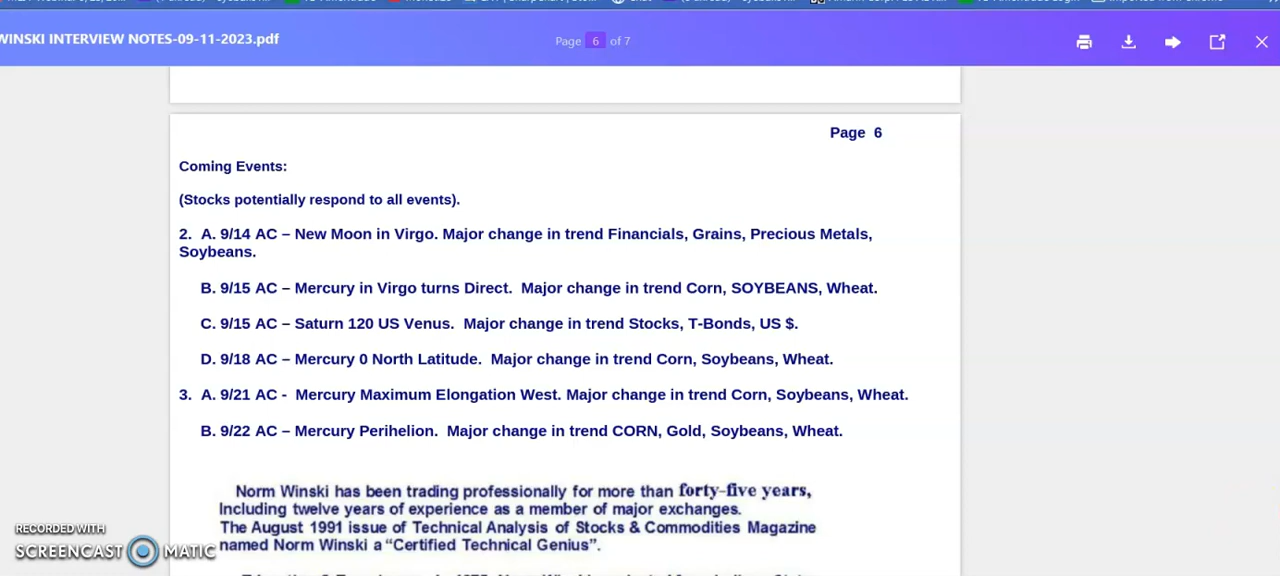 WINSKI INTERVIEW NOTES-09-11-2023.pdf
Page 6 of 7
Page 6
Coming Events:
(Stocks potentially respond to all events).
2. A. 9/14 AC – New Moon in Virgo. Major change in trend Financials, Grains, Precious Metals,
Soybeans.
B. 9/15 AC – Mercury in Virgo turns Direct. Major change in trend Corn, SOYBEANS, Wheat.
C. 9/15 AC – Saturn 120 US Venus. Major change in trend Stocks, T-Bonds, US $.
D. 9/18 AC – Mercury 0 North Latitude. Major change in trend Corn, Soybeans, Wheat.
3. A. 9/21 AC - Mercury Maximum Elongation West. Major change in trend Corn, Soybeans, Wheat.
B. 9/22 AC – Mercury Perihelion. Major change in trend CORN, Gold, Soybeans, Wheat.
Norm Winski has been trading professionally for more than forty-five years,
Including twelve years of experience as a member of major exchanges.
The August 1991 issue of Technical Analysis of Stocks & Commodities Magazine
named Norm Winski a “Certified Technical Genius”.
RECORDED WITH
SCREENCAST MATIC